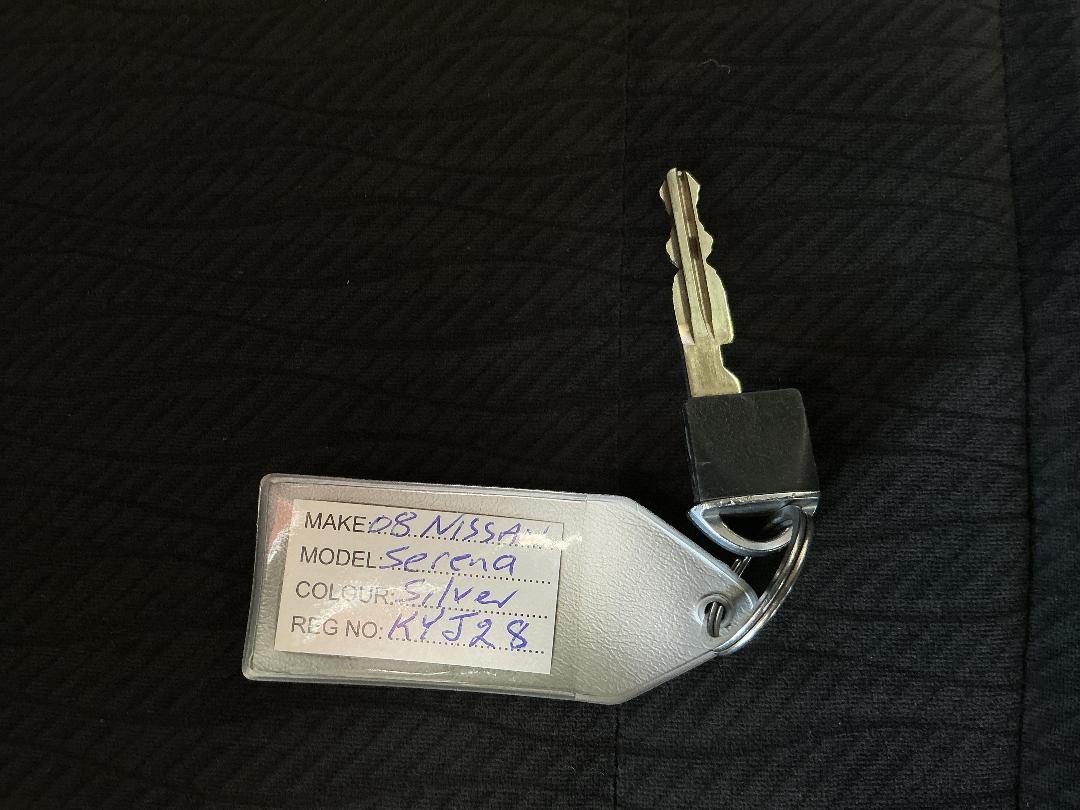 MAKE: 08 NISSAN
MODEL: Serena
COLOUR: Silver
REG NO: KYJ28